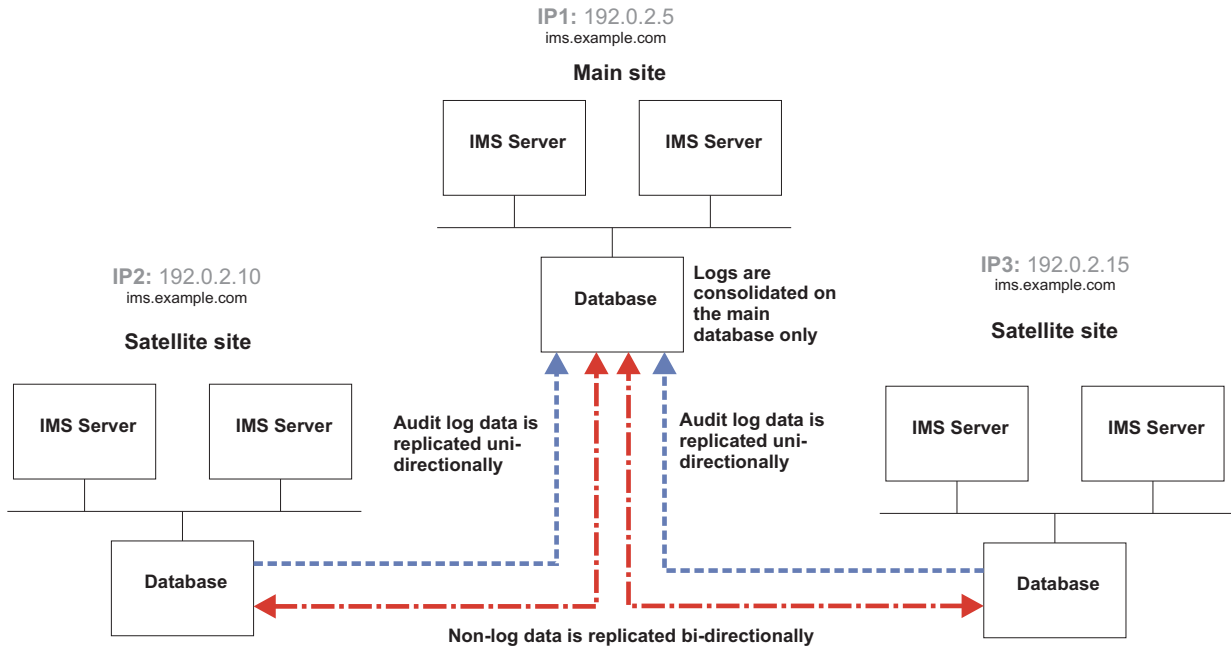 IP1: 192.0.2.5
ims.example.com
Main site
IMS Server
IMS Server
Database
Logs are
consolidated on
the main
database only
IP2: 192.0.2.10
ims.example.com
Satellite site
IMS Server
IMS Server
Database
IP3: 192.0.2.15
ims.example.com
Satellite site
IMS Server
IMS Server
Database
Audit log data is
replicated uni-
directionally
Audit log data is
replicated uni-
directionally
Non-log data is replicated bi-directionally